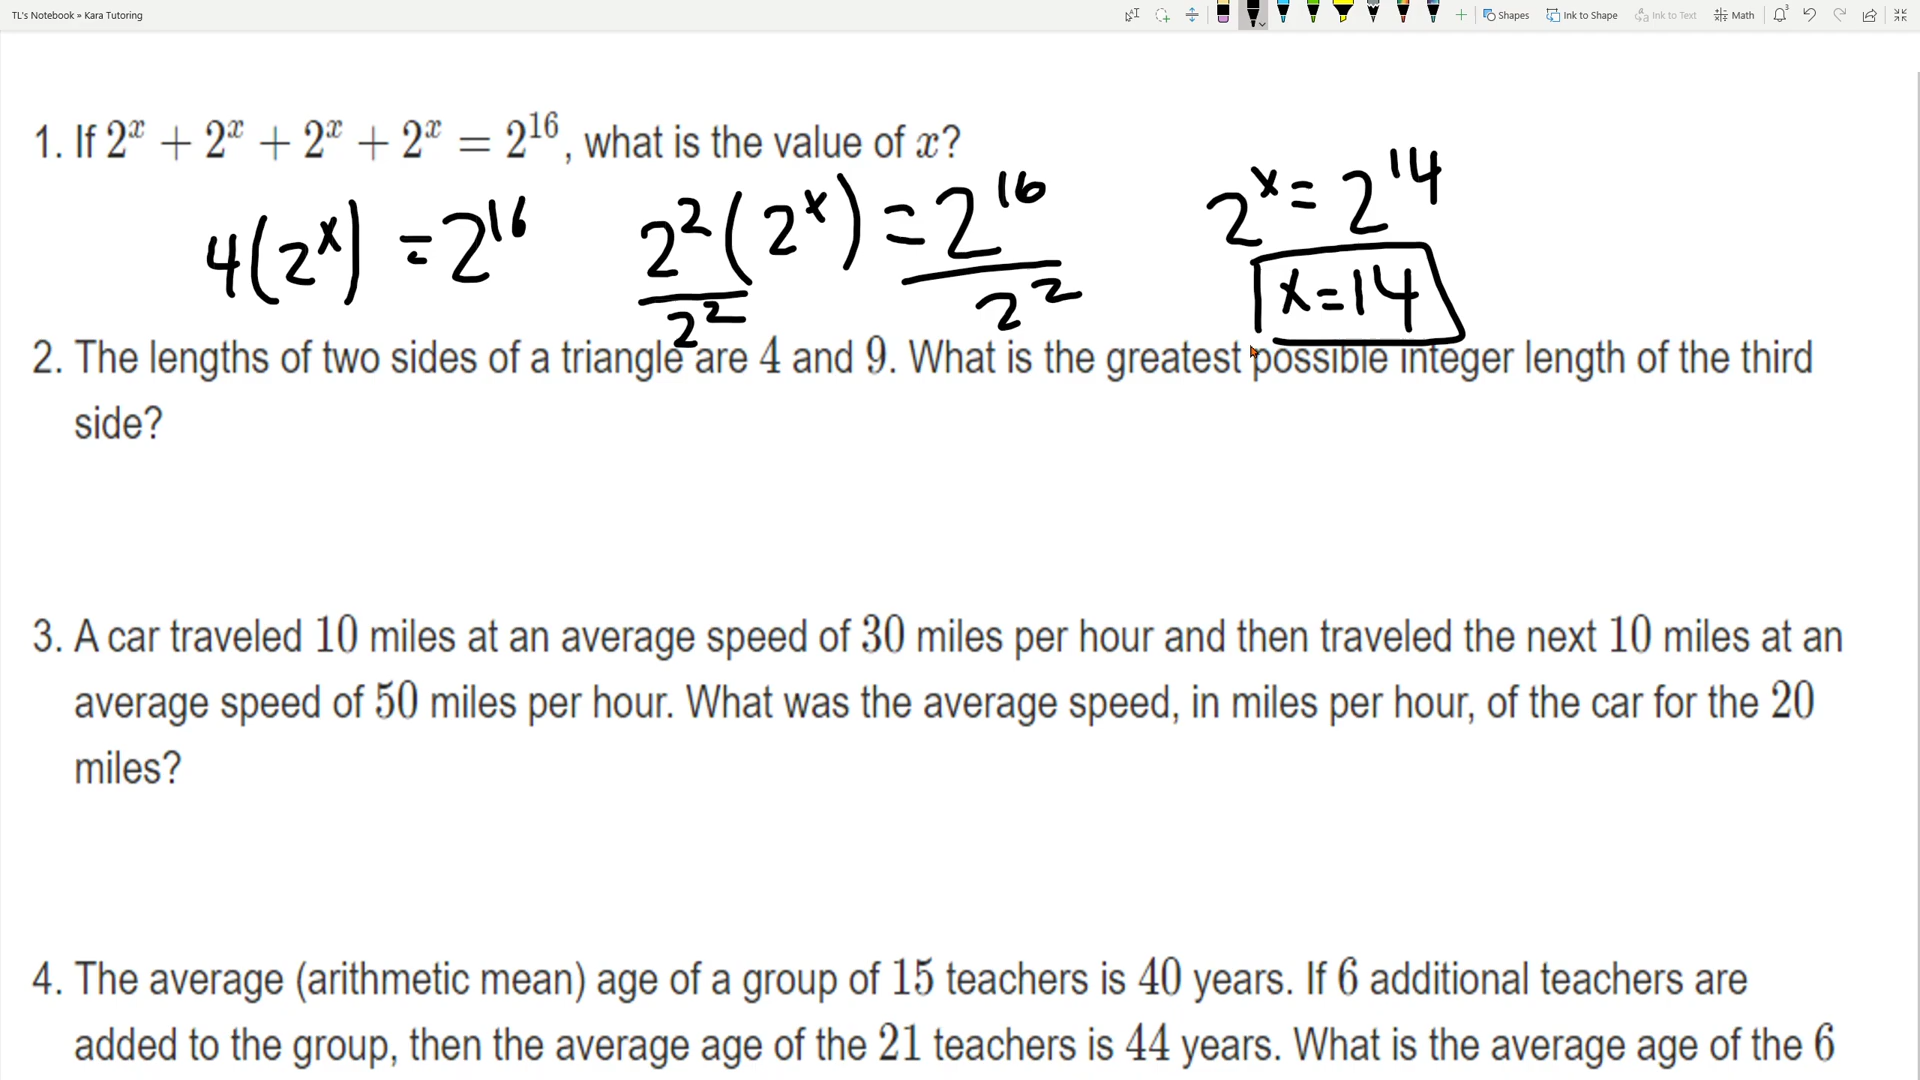 TL's Notebook » Kara Tutoring
Shapes Ink to Shape Ink to Text Math 3
1. If 2^x + 2^x + 2^x + 2^x = 2^16, what is the value of x?
4(2^x) = 2^16
2^2(2^x) = 2^16
2^2 2^2
2^x = 2^14
x = 14
2. The lengths of two sides of a triangle are 4 and 9. What is the greatest possible integer length of the third
side?
3. A car traveled 10 miles at an average speed of 30 miles per hour and then traveled the next 10 miles at an
average speed of 50 miles per hour. What was the average speed, in miles per hour, of the car for the 20
miles?
4. The average (arithmetic mean) age of a group of 15 teachers is 40 years. If 6 additional teachers are
added to the group, then the average age of the 21 teachers is 44 years. What is the average age of the 6